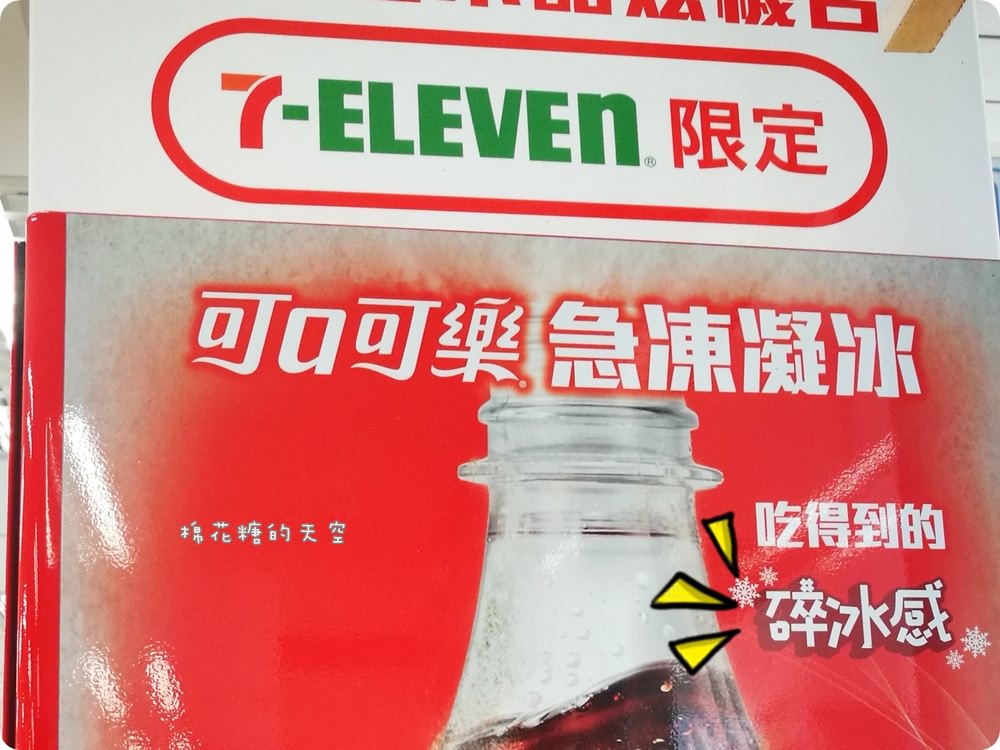 7-ELEVEn® 限定
可口可樂® 急凍凝冰
吃得到的
碎冰感
棉花糖的天空